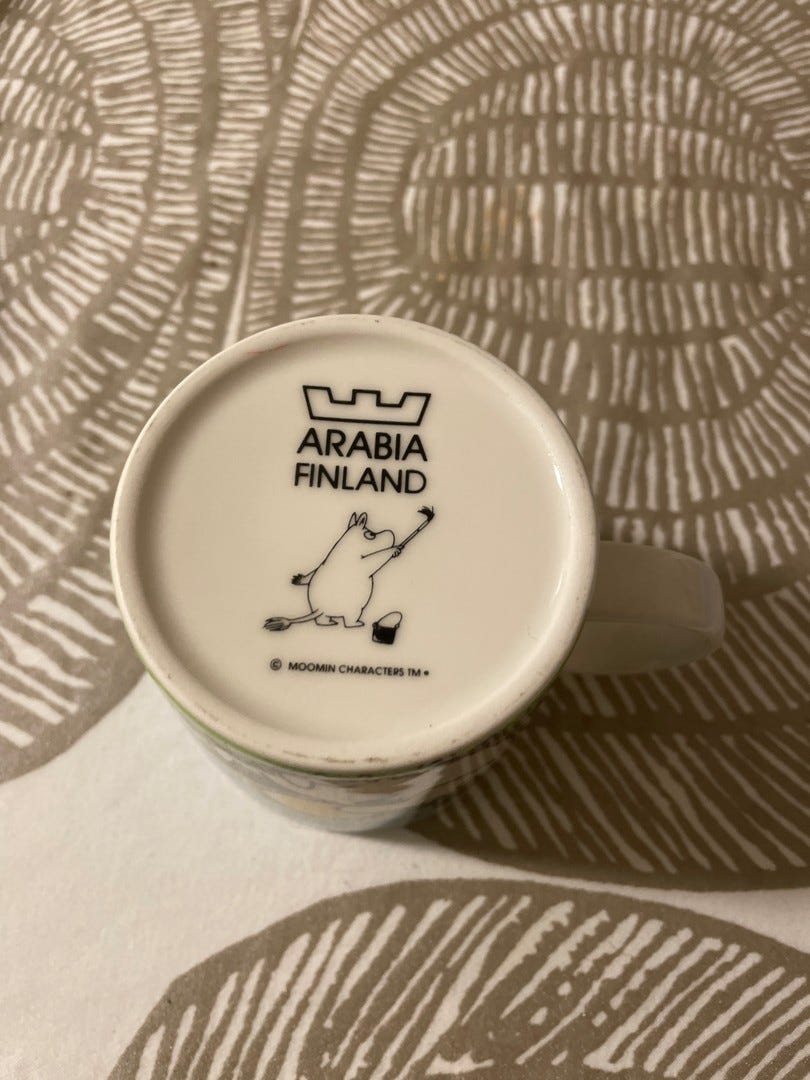 ARABIA
FINLAND
© MOOMIN CHARACTERS TM •